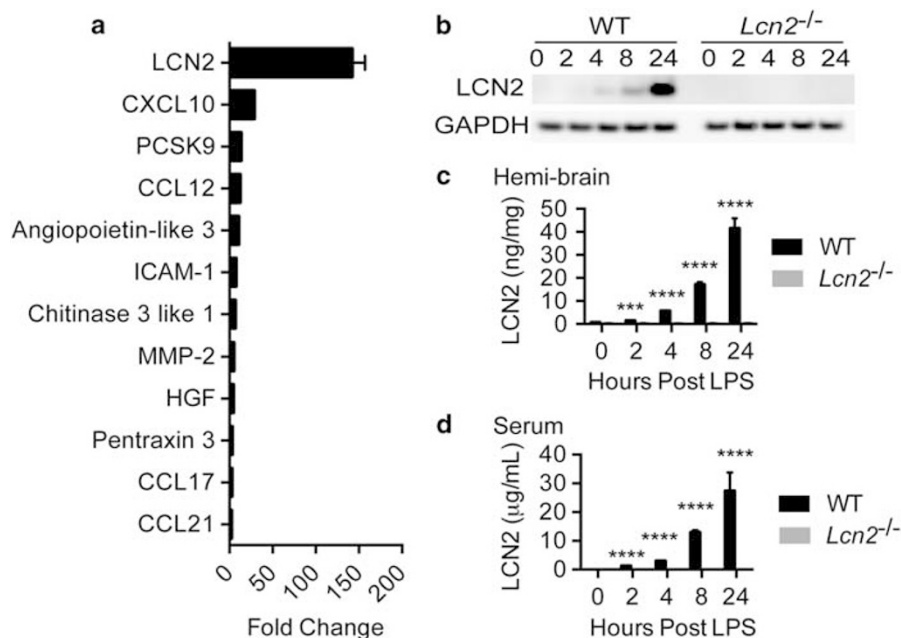 a
LCN2
CXCL10
PCSK9
CCL12
Angiopoietin-like 3
ICAM-1
Chitinase 3 like 1
MMP-2
HGF
Pentraxin 3
CCL17
CCL21
0 50 100 150 200
Fold Change
b
WT Lcn2-/-
0 2 4 8 24 0 2 4 8 24
LCN2
GAPDH
c Hemi-brain
LCN2 (ng/mg)
50
40
30
20
10
0
*** **** **** ****
0 2 4 8 24
Hours Post LPS
WT
Lcn2-/-
d Serum
LCN2 (µg/mL)
40
30
20
10
0
**** **** **** ****
0 2 4 8 24
Hours Post LPS
WT
Lcn2-/-